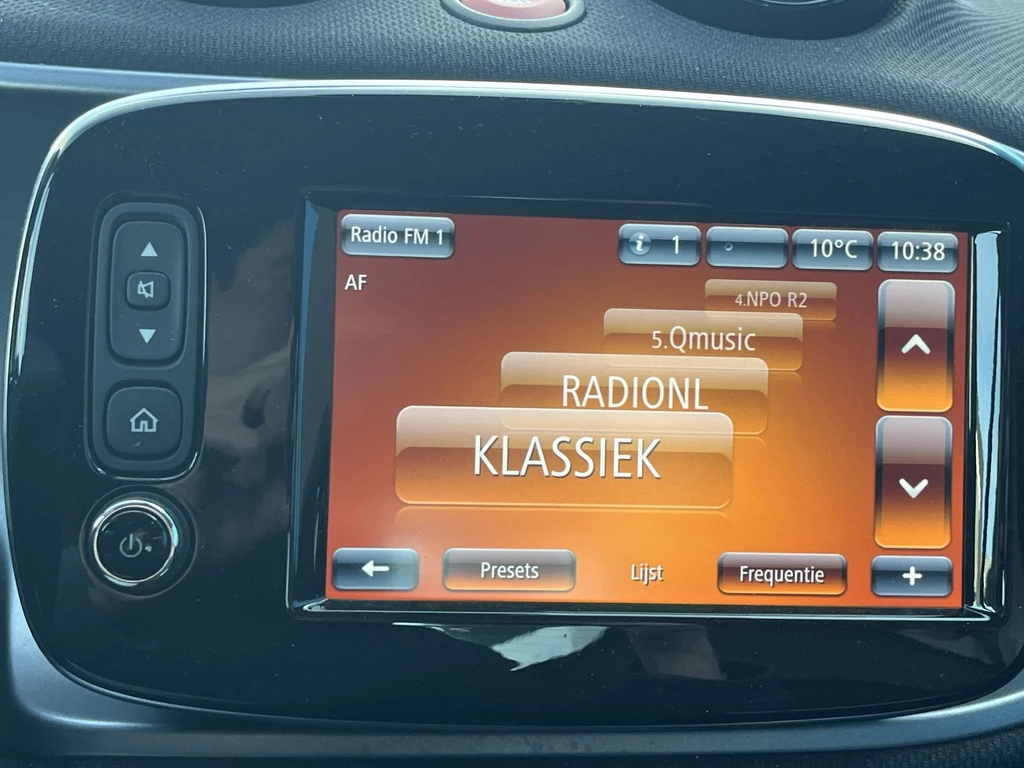 Radio FM 1
i 1
10°C
10:38
AF
4.NPO R2
5.Qmusic
RADIONL
KLASSIEK
Presets
Lijst
Frequentie
+